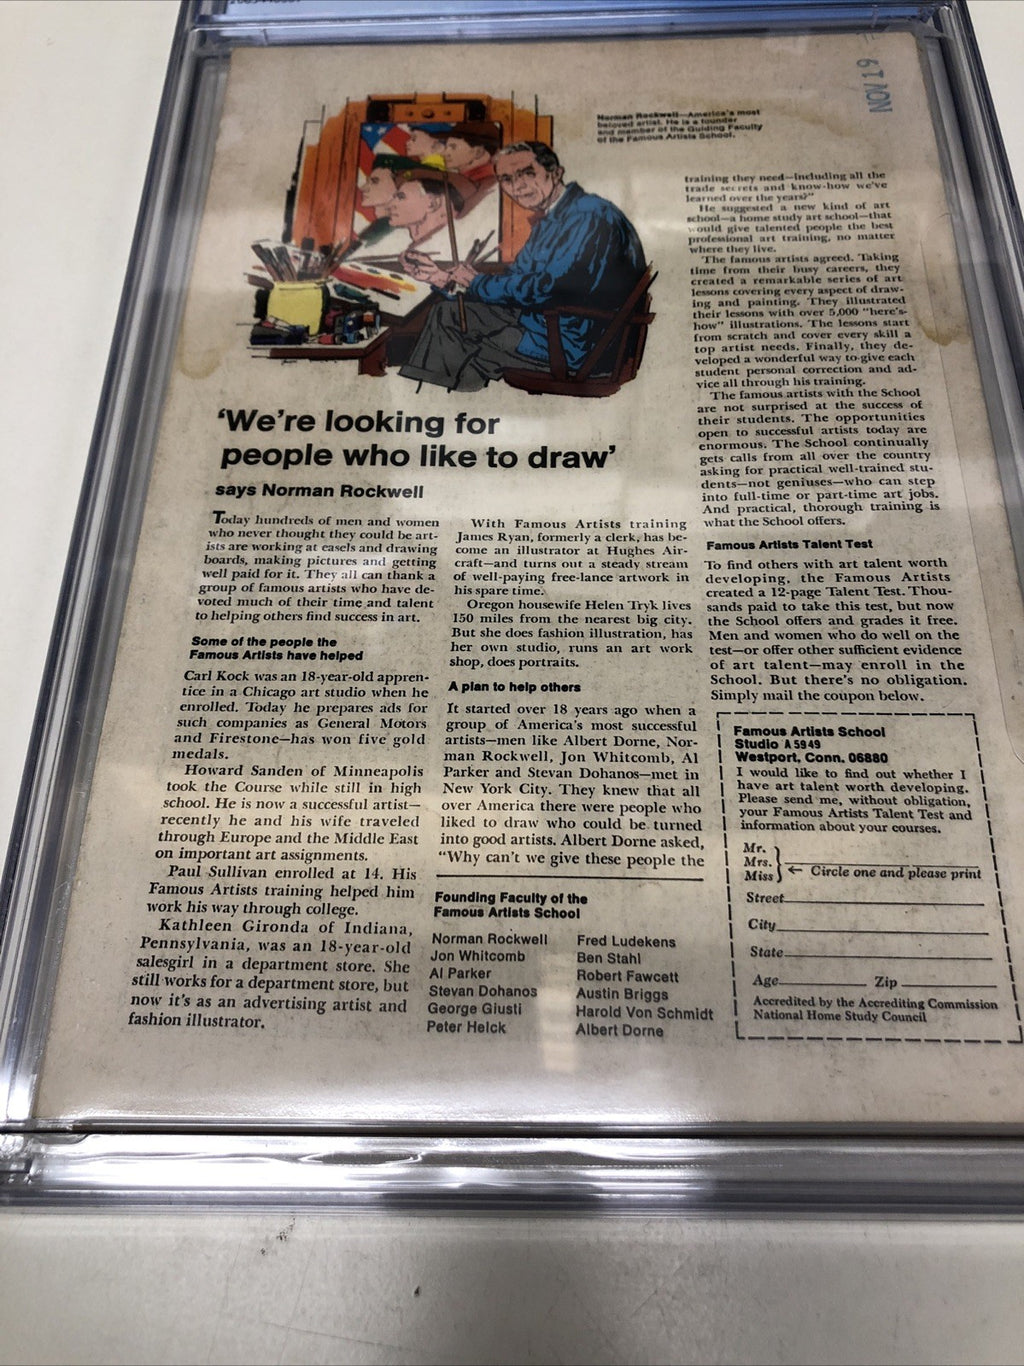 NOV 19
Norman Rockwell—America's most
beloved artist. He is a founder
and member of the Guiding Faculty
of the Famous Artists School.
'We're looking for
people who like to draw'
says Norman Rockwell
Today hundreds of men and women
who never thought they could be art-
ists are working at easels and drawing
boards, making pictures and getting
well paid for it. They all can thank a
group of famous artists who have de-
voted much of their time and talent
to helping others find success in art.
Some of the people the
Famous Artists have helped
Carl Kock was an 18-year-old appren-
tice in a Chicago art studio when he
enrolled. Today he prepares ads for
such companies as General Motors
and Firestone—has won five gold
medals.
Howard Sanden of Minneapolis
took the Course while still in high
school. He is now a successful artist—
recently he and his wife traveled
through Europe and the Middle East
on important art assignments.
Paul Sullivan enrolled at 14. His
Famous Artists training helped him
work his way through college.
Kathleen Gironda of Indiana,
Pennsylvania, was an 18-year-old
salesgirl in a department store. She
still works for a department store, but
now it's as an advertising artist and
fashion illustrator.
With Famous Artists training
James Ryan, formerly a clerk, has be-
come an illustrator at Hughes Air-
craft—and turns out a steady stream
of well-paying free-lance artwork in
his spare time.
Oregon housewife Helen Tryk lives
150 miles from the nearest big city.
But she does fashion illustration, has
her own studio, runs an art work
shop, does portraits.
A plan to help others
It started over 18 years ago when a
group of America's most successful
artists—men like Albert Dorne, Nor-
man Rockwell, Jon Whitcomb, Al
Parker and Stevan Dohanos—met in
New York City. They knew that all
over America there were people who
liked to draw who could be turned
into good artists. Albert Dorne asked,
"Why can't we give these people the
training they need—including all the
trade secrets and know-how we've
learned over the years?"
He suggested a new kind of art
school—a home study art school—that
would give talented people the best
professional art training, no matter
where they live.
The famous artists agreed. Taking
time from their busy careers, they
created a remarkable series of art
lessons covering every aspect of draw-
ing and painting. They illustrated
their lessons with over 5,000 "here's-
how" illustrations. The lessons start
from scratch and cover every skill a
top artist needs. Finally, they de-
veloped a wonderful way to give each
student personal correction and ad-
vice all through his training.
The famous artists with the School
are not surprised at the success of
their students. The opportunities
open to successful artists today are
enormous. The School continually
gets calls from all over the country
asking for practical well-trained stu-
dents—not geniuses—who can step
into full-time or part-time art jobs.
And practical, thorough training is
what the School offers.
Famous Artists Talent Test
To find others with art talent worth
developing, the Famous Artists
created a 12-page Talent Test. Thou-
sands paid to take this test, but now
the School offers and grades it free.
Men and women who do well on the
test—or offer other sufficient evidence
of art talent—may enroll in the
School. But there's no obligation.
Simply mail the coupon below.
Founding Faculty of the
Famous Artists School
Norman Rockwell
Jon Whitcomb
Al Parker
Stevan Dohanos
George Giusti
Peter Helck
Fred Ludekens
Ben Stahl
Robert Fawcett
Austin Briggs
Harold Von Schmidt
Albert Dorne
Famous Artists School
Studio A 5949
Westport, Conn. 06880
I would like to find out whether I
have art talent worth developing.
Please send me, without obligation,
your Famous Artists Talent Test and
information about your courses.
Mr.
Mrs.
Miss
← Circle one and please print
Street
City
State
Age Zip
Accredited by the Accrediting Commission
National Home Study Council